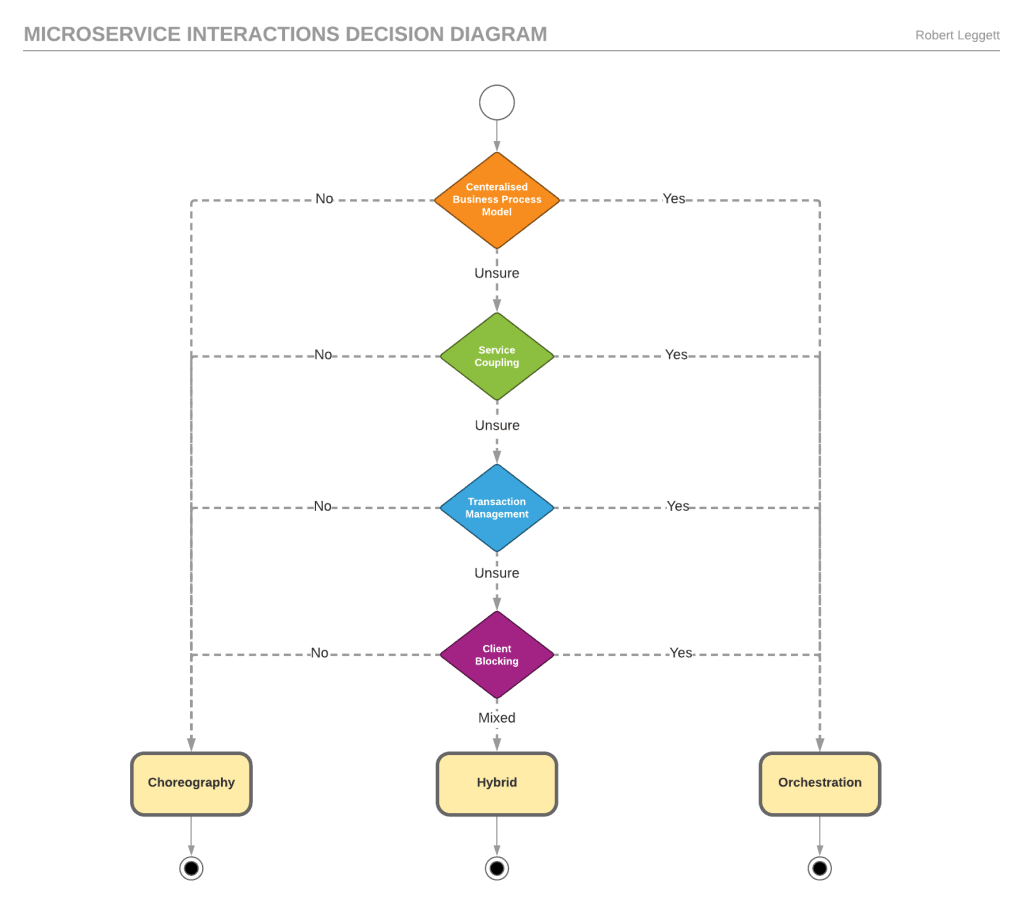 MICROSERVICE INTERACTIONS DECISION DIAGRAM
Robert Leggett
Centeralised
Business Process
Model
No
Yes
Unsure
Service
Coupling
No
Yes
Unsure
Transaction
Management
No
Yes
Unsure
Client
Blocking
No
Yes
Mixed
Choreography
Hybrid
Orchestration